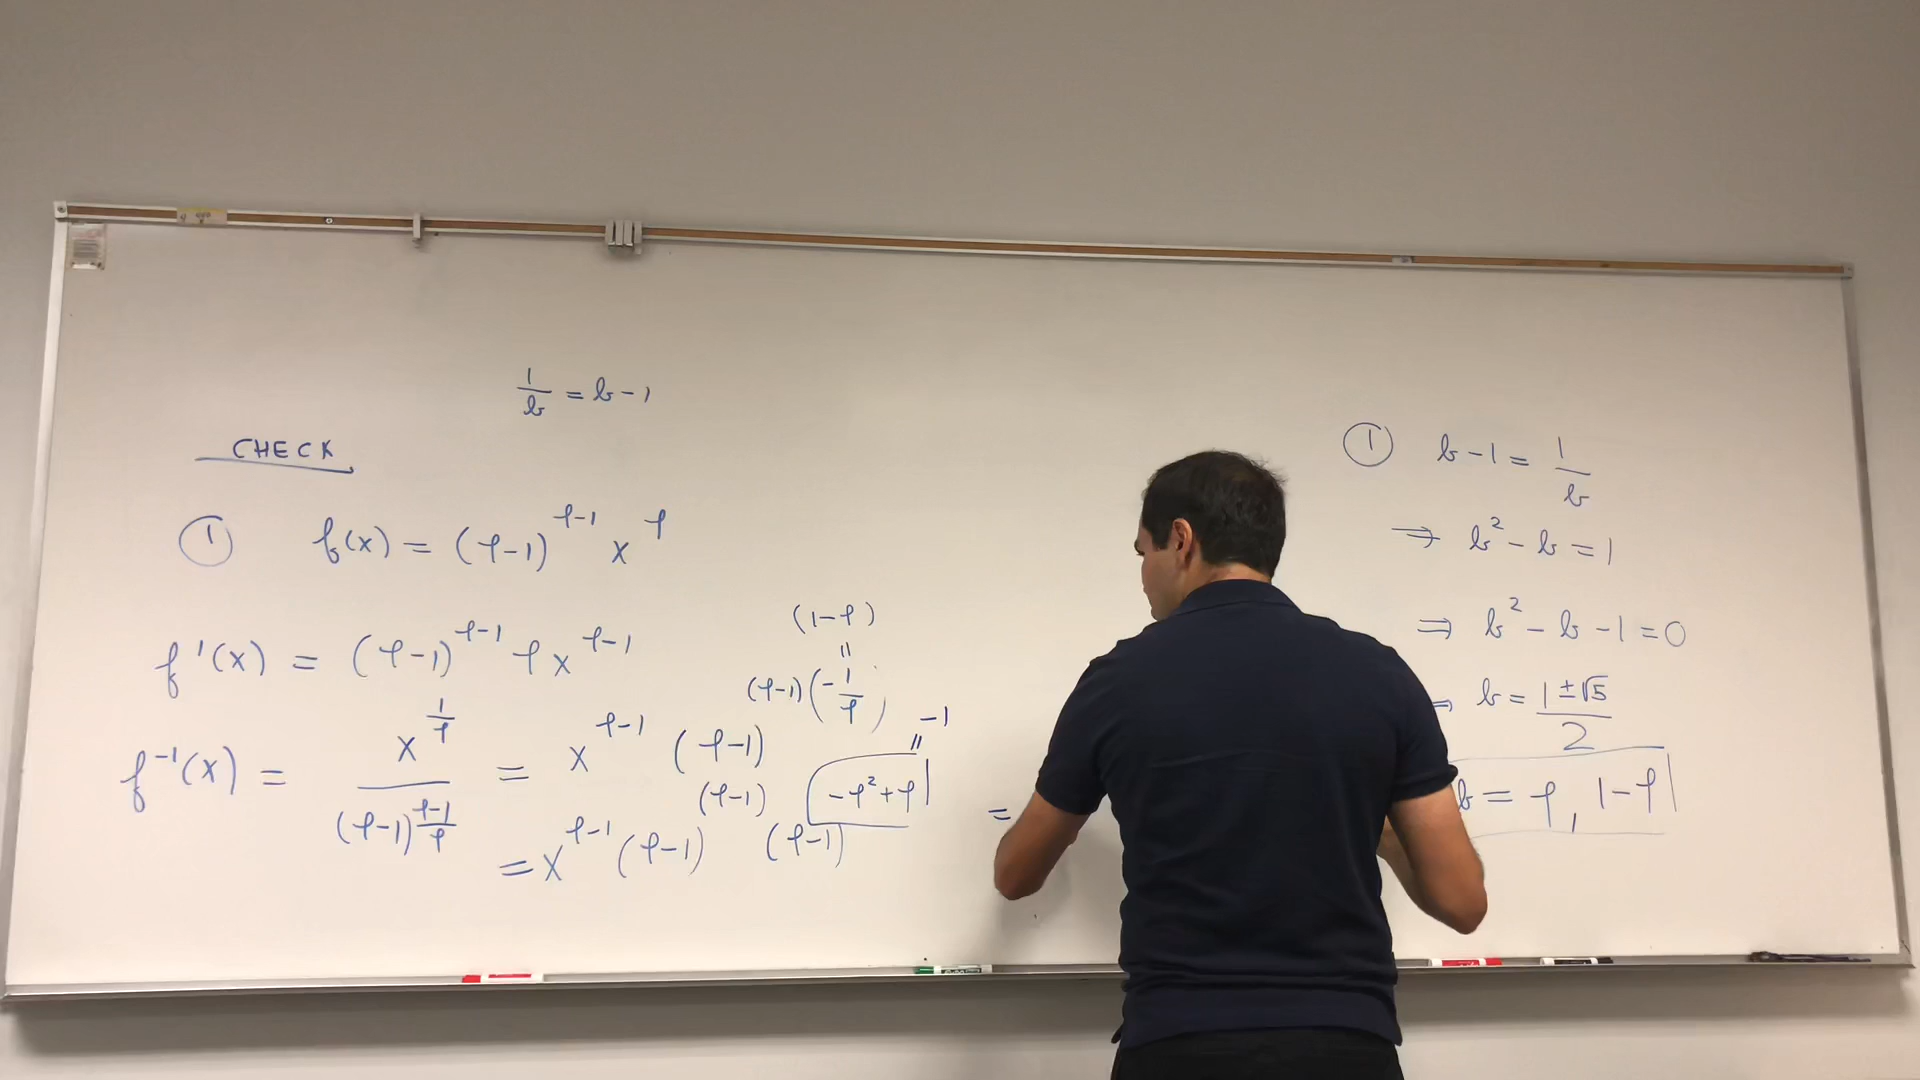 1/b = b - 1
CHECK
① f(x) = (φ-1)^{φ-1} x^φ
f'(x) = (φ-1)^{φ-1} φ x^{φ-1}
(1-φ)
=
(φ-1)(-1/φ)
f^{-1}(x) = x^{1/φ} / (φ-1)^{(φ-1)/φ} = x^{φ-1} (φ-1)
-1
=
(φ-1) -φ²+φ
= x^{φ-1} (φ-1) (φ-1)
=
① b - 1 = 1/b
⇒ b² - b = 1
⇒ b² - b - 1 = 0
⇒ b = (1 ± √5)/2
b = φ, 1-φ